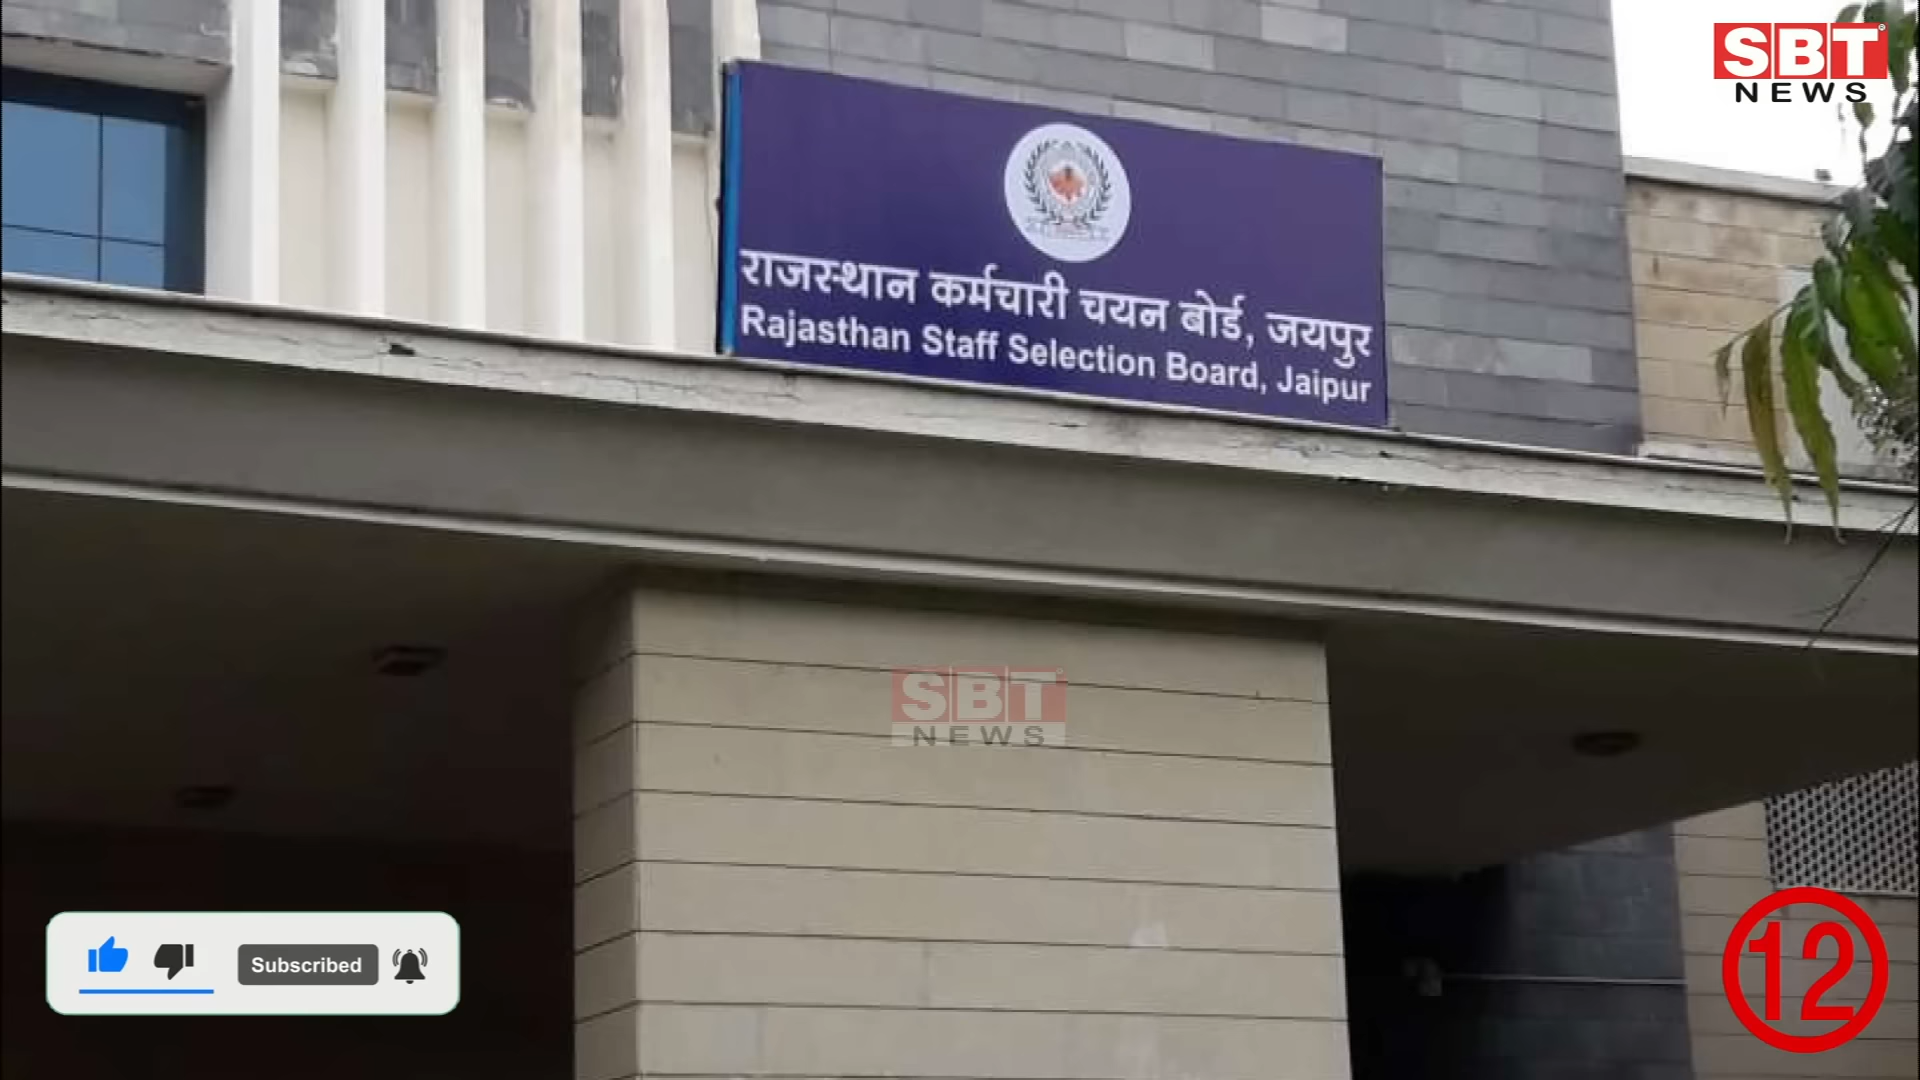 SBT
NEWS
राजस्थान कर्मचारी चयन बोर्ड, जयपुर
Rajasthan Staff Selection Board, Jaipur
SBT
NEWS
Subscribed
12